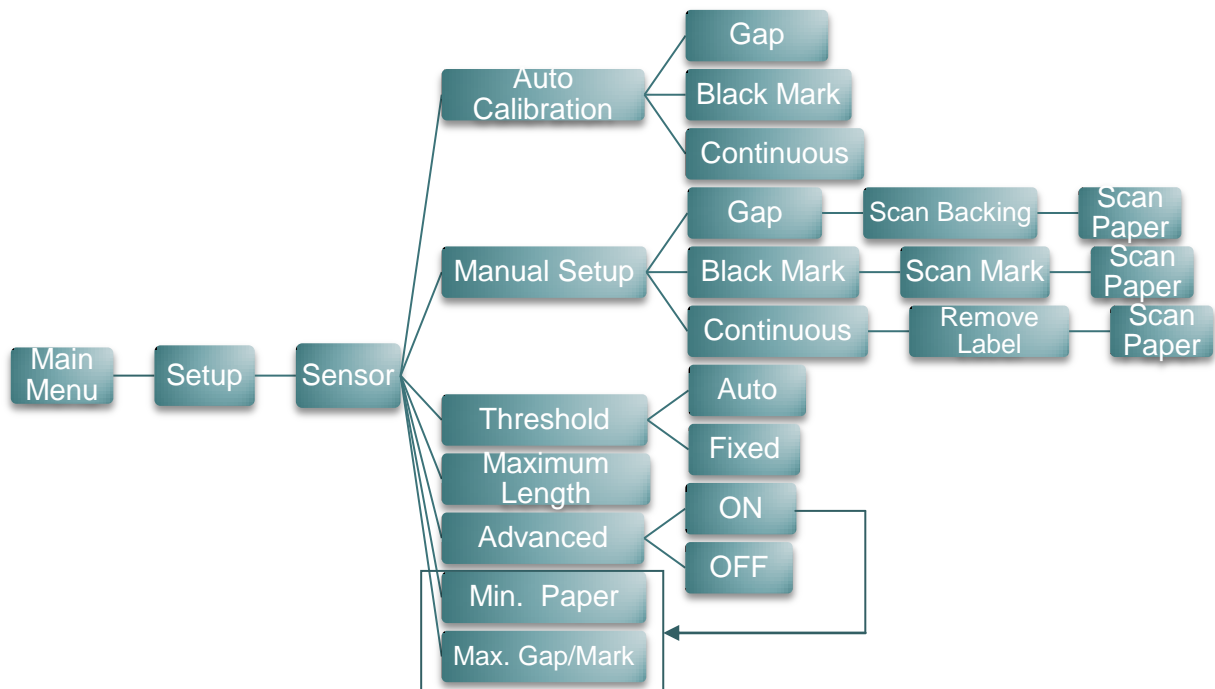 Main
Menu
Setup
Sensor
Auto
Calibration
Gap
Black Mark
Continuous
Manual Setup
Gap
Scan Backing
Scan
Paper
Black Mark
Scan Mark
Scan
Paper
Continuous
Remove
Label
Scan
Paper
Threshold
Auto
Fixed
Maximum
Length
Advanced
ON
OFF
Min. Paper
Max. Gap/Mark